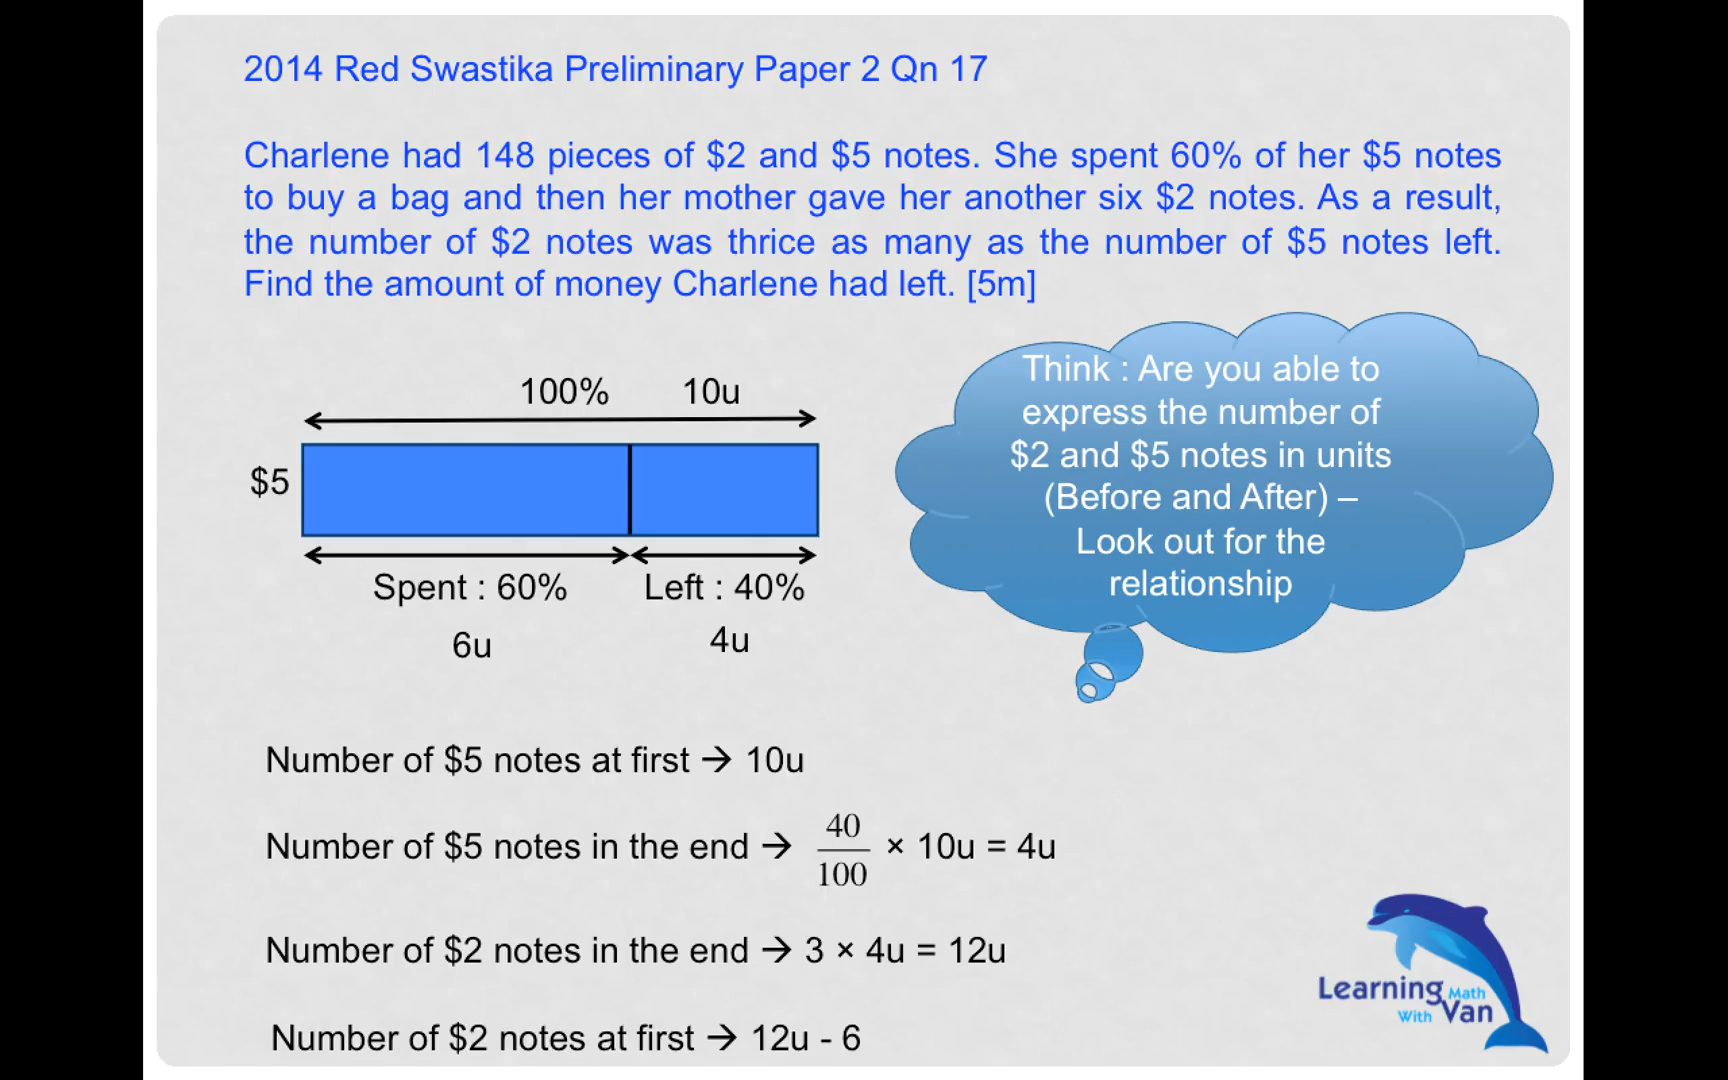 2014 Red Swastika Preliminary Paper 2 Qn 17
Charlene had 148 pieces of $2 and $5 notes. She spent 60% of her $5 notes
to buy a bag and then her mother gave her another six $2 notes. As a result,
the number of $2 notes was thrice as many as the number of $5 notes left.
Find the amount of money Charlene had left. [5m]
100% 10u
$5
Spent : 60% Left : 40%
6u 4u
Think : Are you able to
express the number of
$2 and $5 notes in units
(Before and After) –
Look out for the
relationship
Number of $5 notes at first → 10u
Number of $5 notes in the end → 40/100 × 10u = 4u
Number of $2 notes in the end → 3 × 4u = 12u
Number of $2 notes at first → 12u - 6
Learning Math
With Van